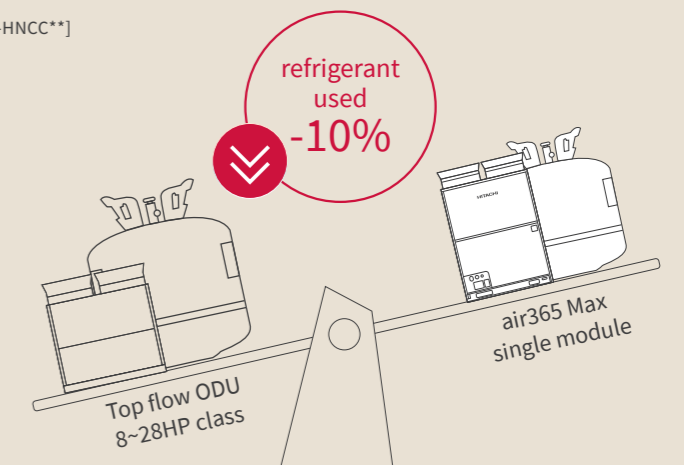 -HNCC**]
refrigerant
used
-10%
HITACHI
air365 Max
single module
Top flow ODU
8~28HP class